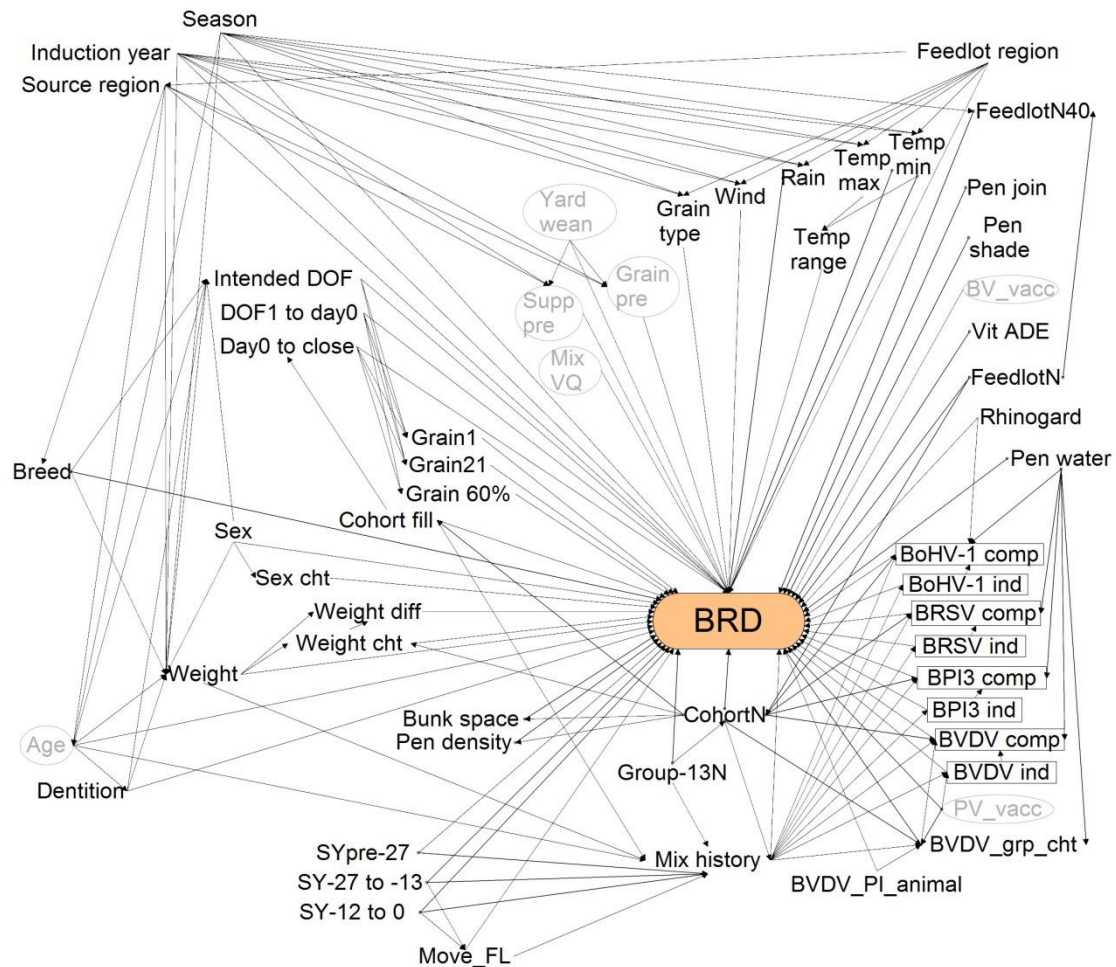 Season
Induction year
Source region
Feedlot region
FeedlotN40
Temp
min
Temp
max
Rain
Wind
Grain
type
Temp
range
Pen join
Pen
shade
Yard
wean
Grain
pre
Supp
pre
Mix
VQ
BV_vacc
Intended DOF
DOF1 to day0
Day0 to close
Vit ADE
FeedlotN
Rhinogard
Pen water
Grain1
Grain21
Grain 60%
Breed
Cohort fill
Sex
Sex cht
Weight diff
Weight cht
Weight
BRD
BoHV-1 comp
BoHV-1 ind
BRSV comp
BRSV ind
BPI3 comp
BPI3 ind
BVDV comp
BVDV ind
PV_vacc
BVDV_grp_cht
BVDV_PI_animal
Bunk space
Pen density
CohortN
Group-13N
Age
Dentition
SYpre-27
SY-27 to -13
SY-12 to 0
Move_FL
Mix history